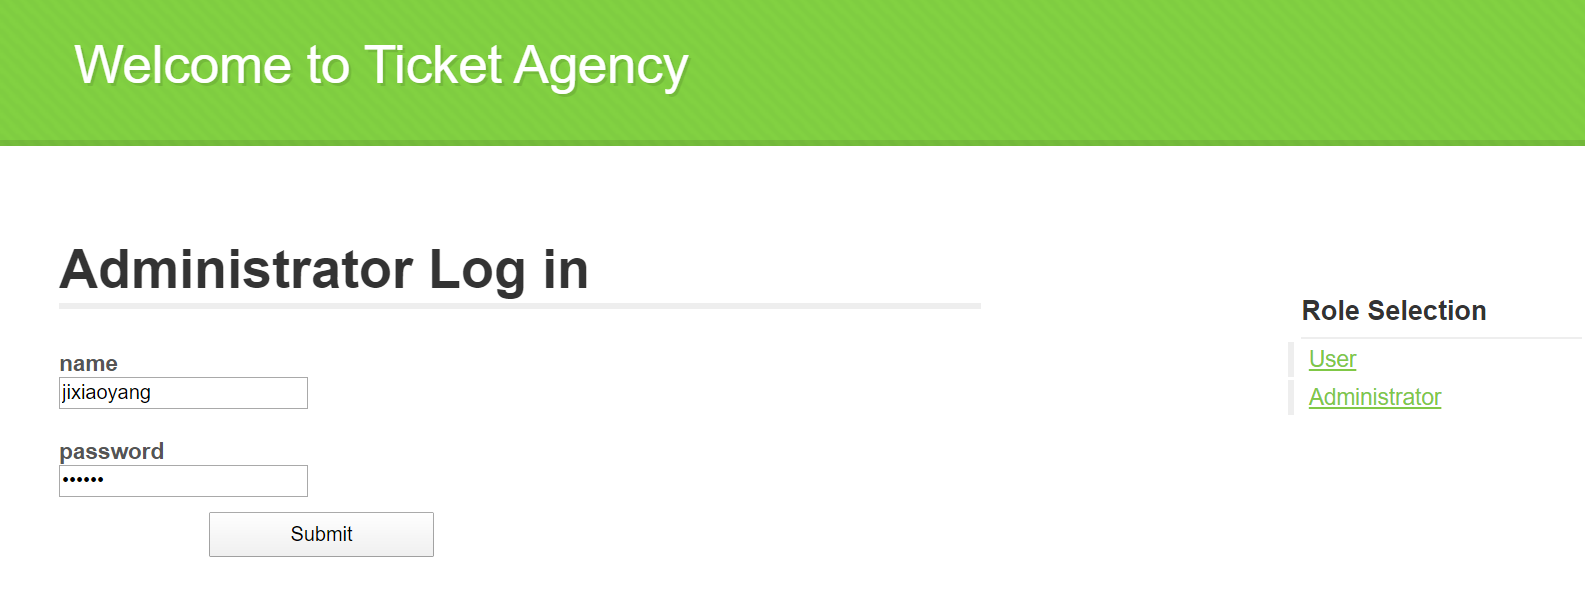 Welcome to Ticket Agency
Administrator Log in
name
jixiaoyang
password
••••••
Submit
Role Selection
User
Administrator